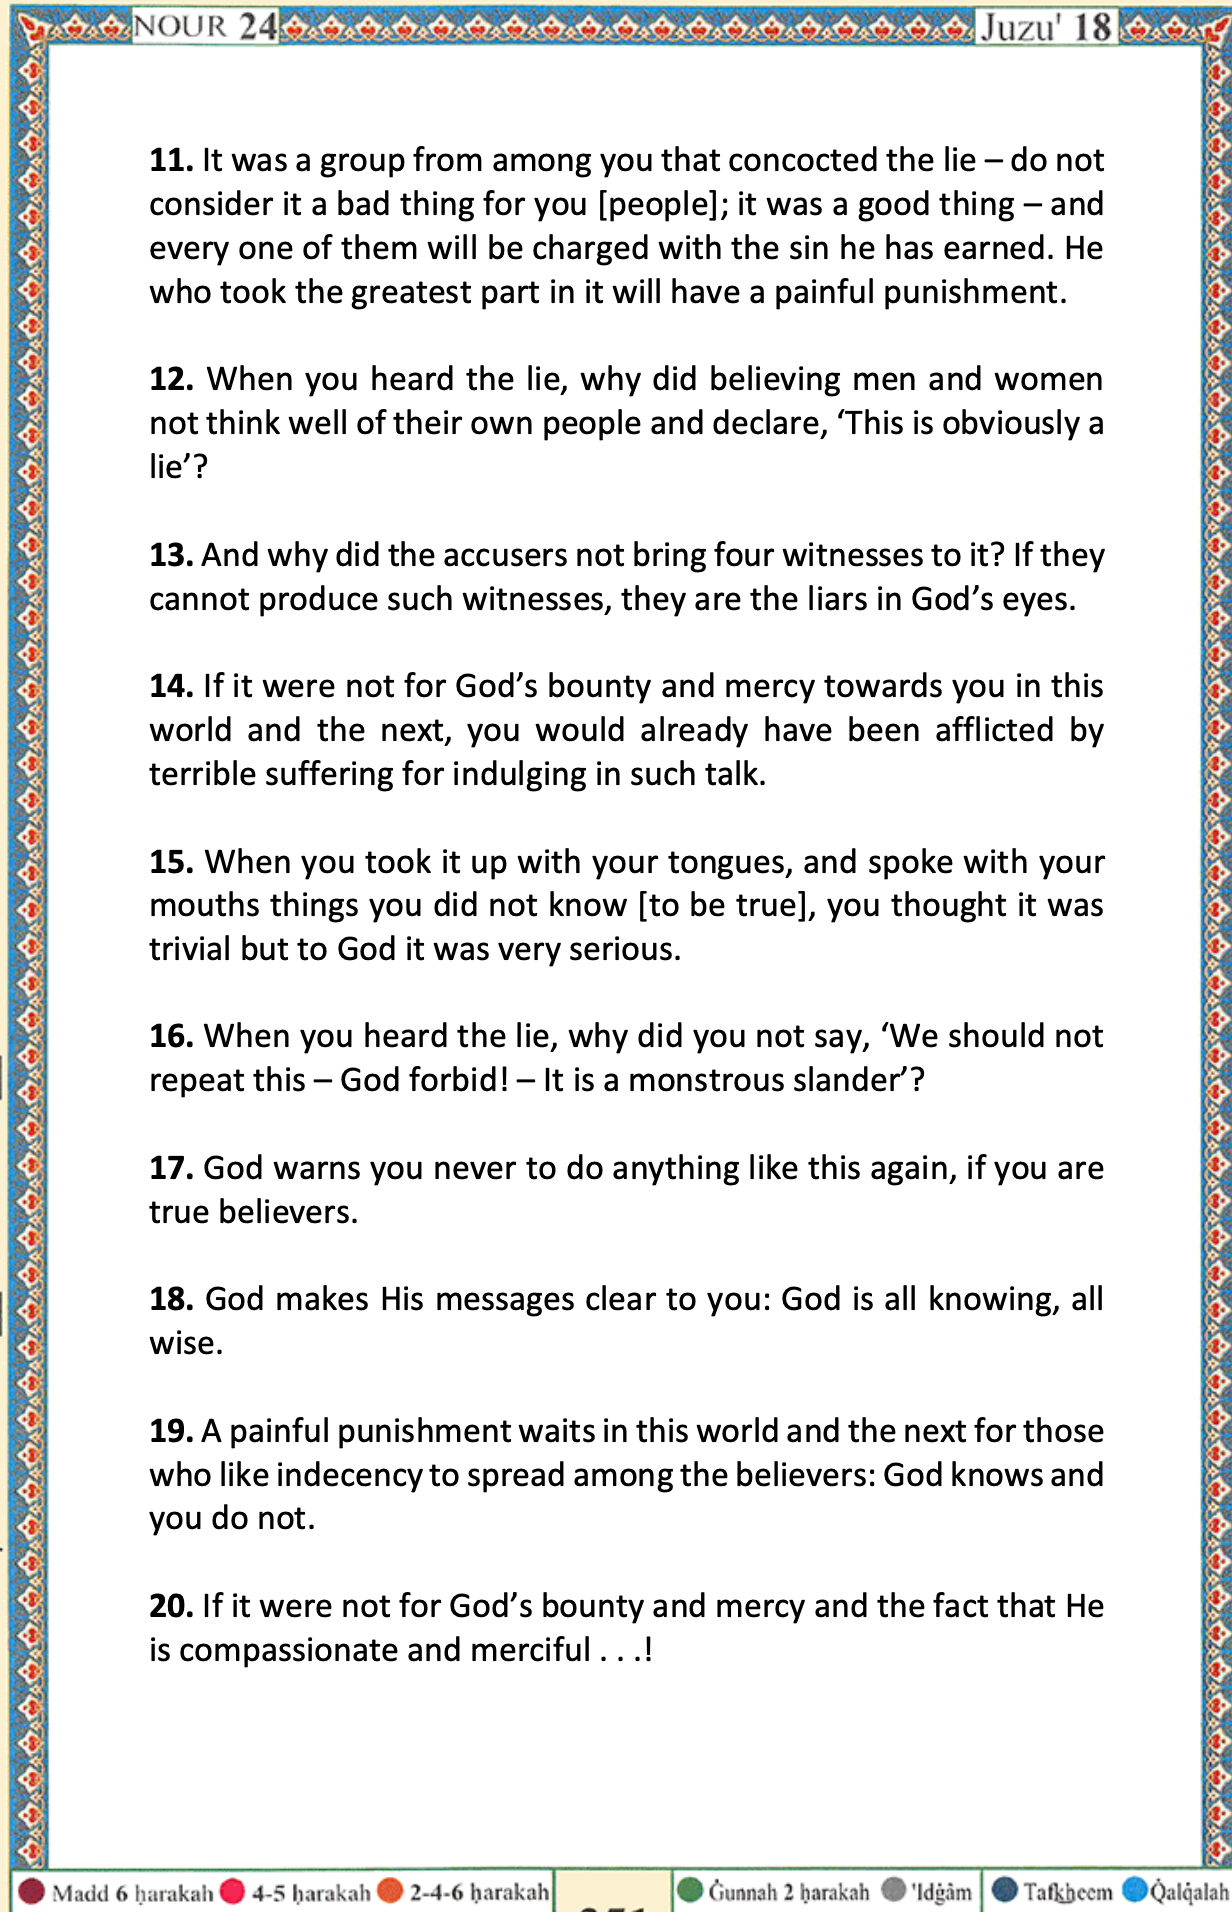 NOUR 24
Juzu' 18
11. It was a group from among you that concocted the lie – do not
consider it a bad thing for you [people]; it was a good thing – and
every one of them will be charged with the sin he has earned. He
who took the greatest part in it will have a painful punishment.
12. When you heard the lie, why did believing men and women
not think well of their own people and declare, ‘This is obviously a
lie’?
13. And why did the accusers not bring four witnesses to it? If they
cannot produce such witnesses, they are the liars in God’s eyes.
14. If it were not for God’s bounty and mercy towards you in this
world and the next, you would already have been afflicted by
terrible suffering for indulging in such talk.
15. When you took it up with your tongues, and spoke with your
mouths things you did not know [to be true], you thought it was
trivial but to God it was very serious.
16. When you heard the lie, why did you not say, ‘We should not
repeat this – God forbid! – It is a monstrous slander’?
17. God warns you never to do anything like this again, if you are
true believers.
18. God makes His messages clear to you: God is all knowing, all
wise.
19. A painful punishment waits in this world and the next for those
who like indecency to spread among the believers: God knows and
you do not.
20. If it were not for God’s bounty and mercy and the fact that He
is compassionate and merciful . . .!
Madd 6 ḥarakah 4-5 ḥarakah 2-4-6 ḥarakah
Ġunnah 2 ḥarakah 'Idġâm Tafkheem Qalqalah